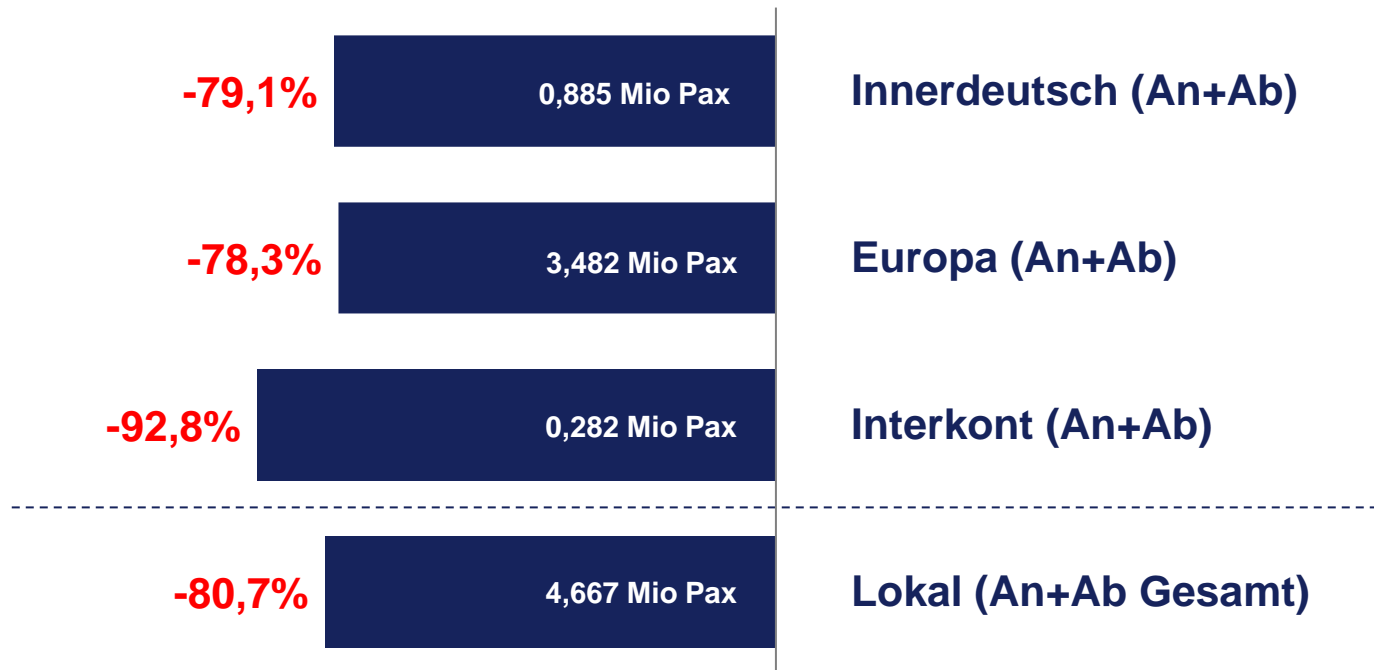 -79,1% 0,885 Mio Pax Innerdeutsch (An+Ab)
-78,3% 3,482 Mio Pax Europa (An+Ab)
-92,8% 0,282 Mio Pax Interkont (An+Ab)
-80,7% 4,667 Mio Pax Lokal (An+Ab Gesamt)